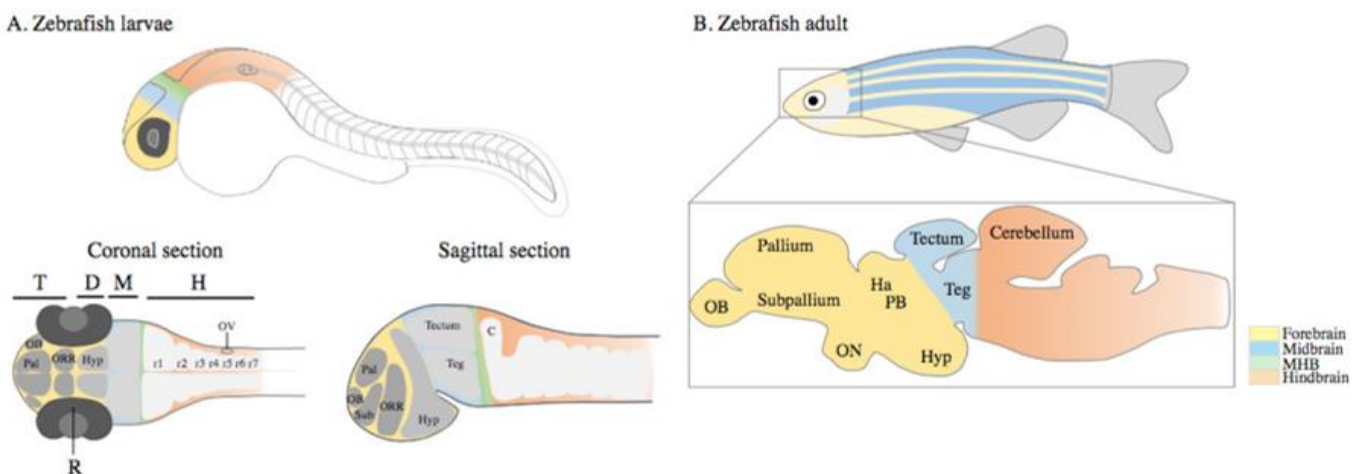 A. Zebrafish larvae
B. Zebrafish adult
Coronal section
Sagittal section
T D M H
OV
OB
Pal ORR Hyp r1 r2 r3 r4 r5 r6 r7
R
Tectum
C
Teg
Pal
OB
Sub ORR Hyp
Pallium
Tectum
Cerebellum
Ha
PB
Teg
OB
Subpallium
ON
Hyp
Forebrain
Midbrain
MHB
Hindbrain